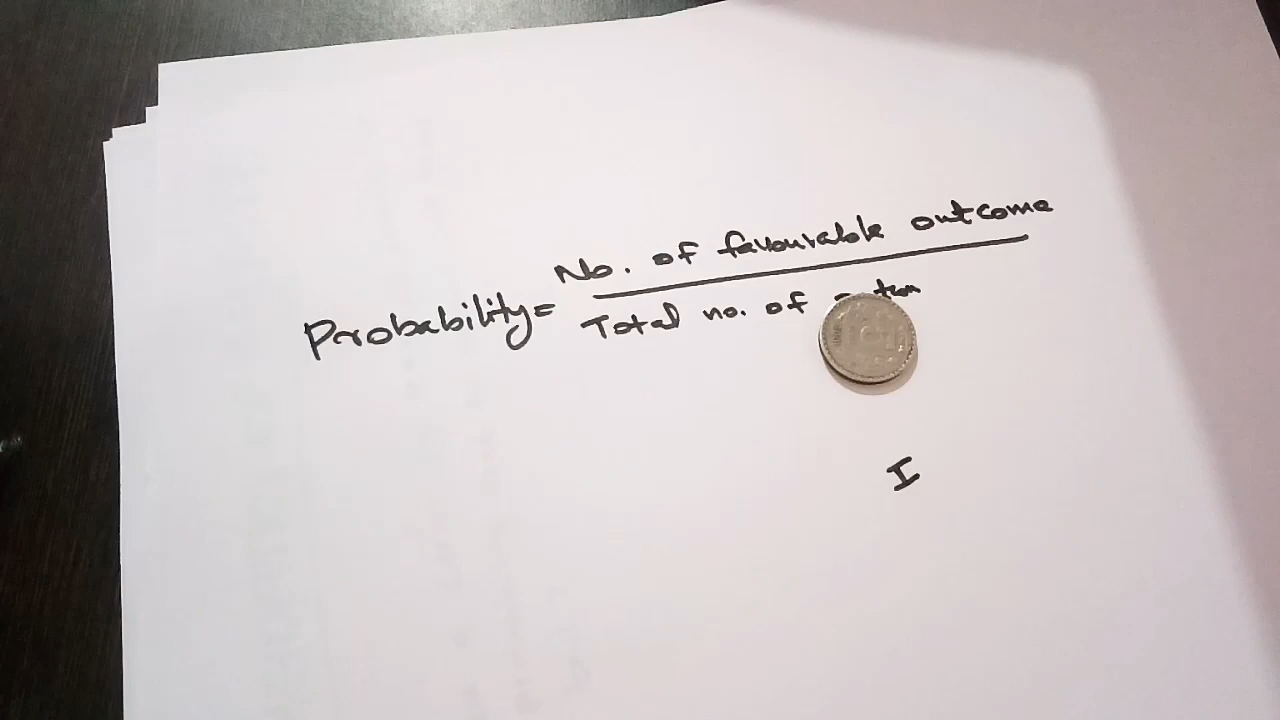 No. of favourable outcome
Probability=
Total no. of
I